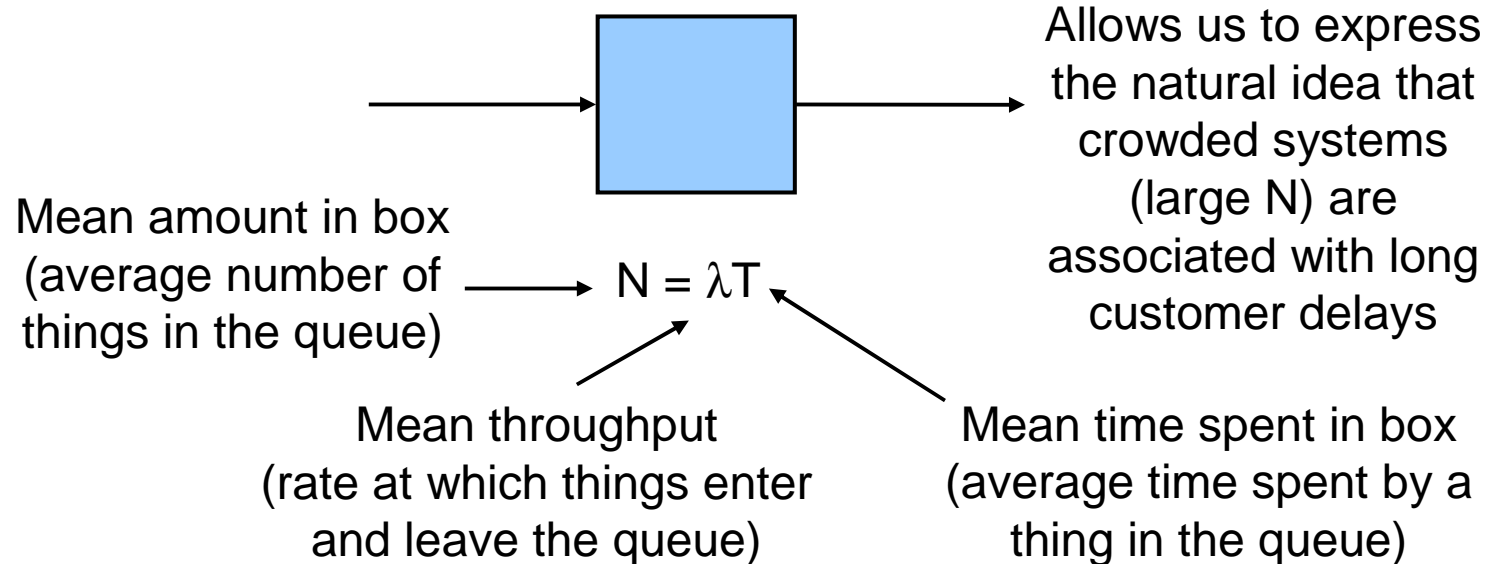 Allows us to express
the natural idea that
crowded systems
(large N) are
associated with long
customer delays
Mean amount in box
(average number of
things in the queue)
N = λT
Mean throughput
(rate at which things enter
and leave the queue)
Mean time spent in box
(average time spent by a
thing in the queue)